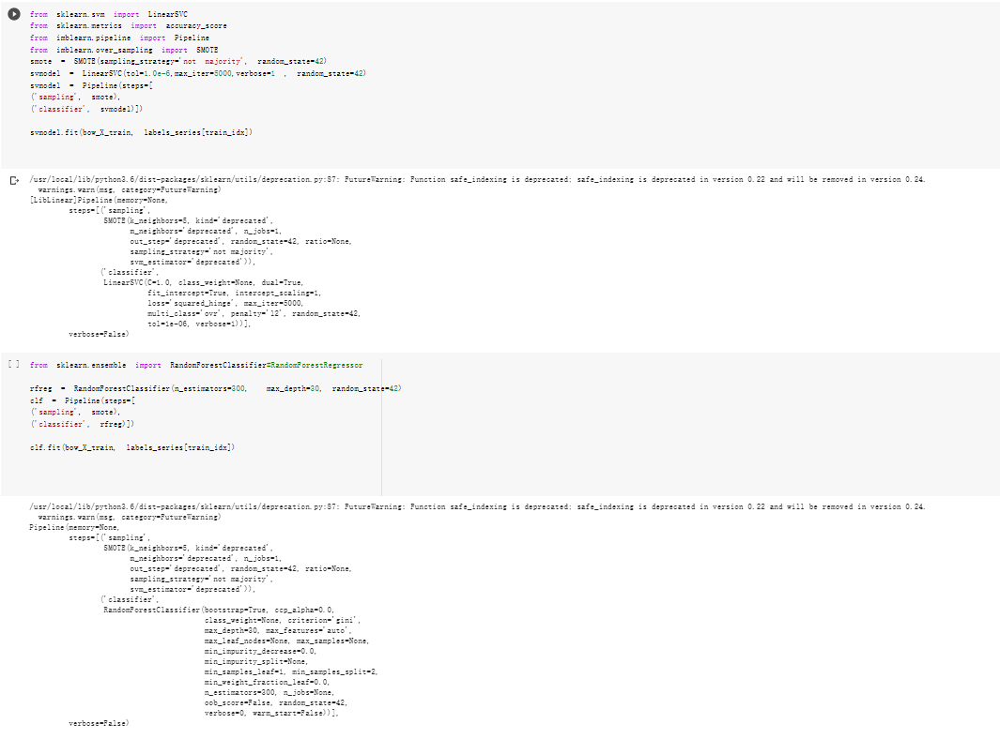 from sklearn.svm import LinearSVC
from sklearn.metrics import accuracy_score
from imblearn.pipeline import Pipeline
from imblearn.over_sampling import SMOTE
smote = SMOTE(sampling_strategy='not majority', random_state=42)
svmodel = LinearSVC(tol=1.0e-6,max_iter=5000,verbose=1 , random_state=42)
svmodel = Pipeline(steps=[
('sampling', smote),
('classifier', svmodel)])
svmodel.fit(bow_X_train, labels_series[train_idx])
/usr/local/lib/python3.6/dist-packages/sklearn/utils/deprecation.py:87: FutureWarning: Function safe_indexing is deprecated; safe_indexing is deprecated in version 0.22 and will be removed in version 0.24.
warnings.warn(msg, category=FutureWarning)
[LibLinear]Pipeline(memory=None,
steps=[('sampling',
SMOTE(k_neighbors=5, kind='deprecated',
m_neighbors='deprecated', n_jobs=1,
out_step='deprecated', random_state=42, ratio=None,
sampling_strategy='not majority',
svm_estimator='deprecated')),
('classifier',
LinearSVC(C=1.0, class_weight=None, dual=True,
fit_intercept=True, intercept_scaling=1,
loss='squared_hinge', max_iter=5000,
multi_class='ovr', penalty='l2', random_state=42,
tol=1e-06, verbose=1))],
verbose=False)
[ ] from sklearn.ensemble import RandomForestClassifier#RandomForestRegressor
rfreg = RandomForestClassifier(n_estimators=300, max_depth=30, random_state=42)
clf = Pipeline(steps=[
('sampling', smote),
('classifier', rfreg)])
clf.fit(bow_X_train, labels_series[train_idx])
/usr/local/lib/python3.6/dist-packages/sklearn/utils/deprecation.py:87: FutureWarning: Function safe_indexing is deprecated; safe_indexing is deprecated in version 0.22 and will be removed in version 0.24.
warnings.warn(msg, category=FutureWarning)
Pipeline(memory=None,
steps=[('sampling',
SMOTE(k_neighbors=5, kind='deprecated',
m_neighbors='deprecated', n_jobs=1,
out_step='deprecated', random_state=42, ratio=None,
sampling_strategy='not majority',
svm_estimator='deprecated')),
('classifier',
RandomForestClassifier(bootstrap=True, ccp_alpha=0.0,
class_weight=None, criterion='gini',
max_depth=30, max_features='auto',
max_leaf_nodes=None, max_samples=None,
min_impurity_decrease=0.0,
min_impurity_split=None,
min_samples_leaf=1, min_samples_split=2,
min_weight_fraction_leaf=0.0,
n_estimators=300, n_jobs=None,
oob_score=False, random_state=42,
verbose=0, warm_start=False))],
verbose=False)